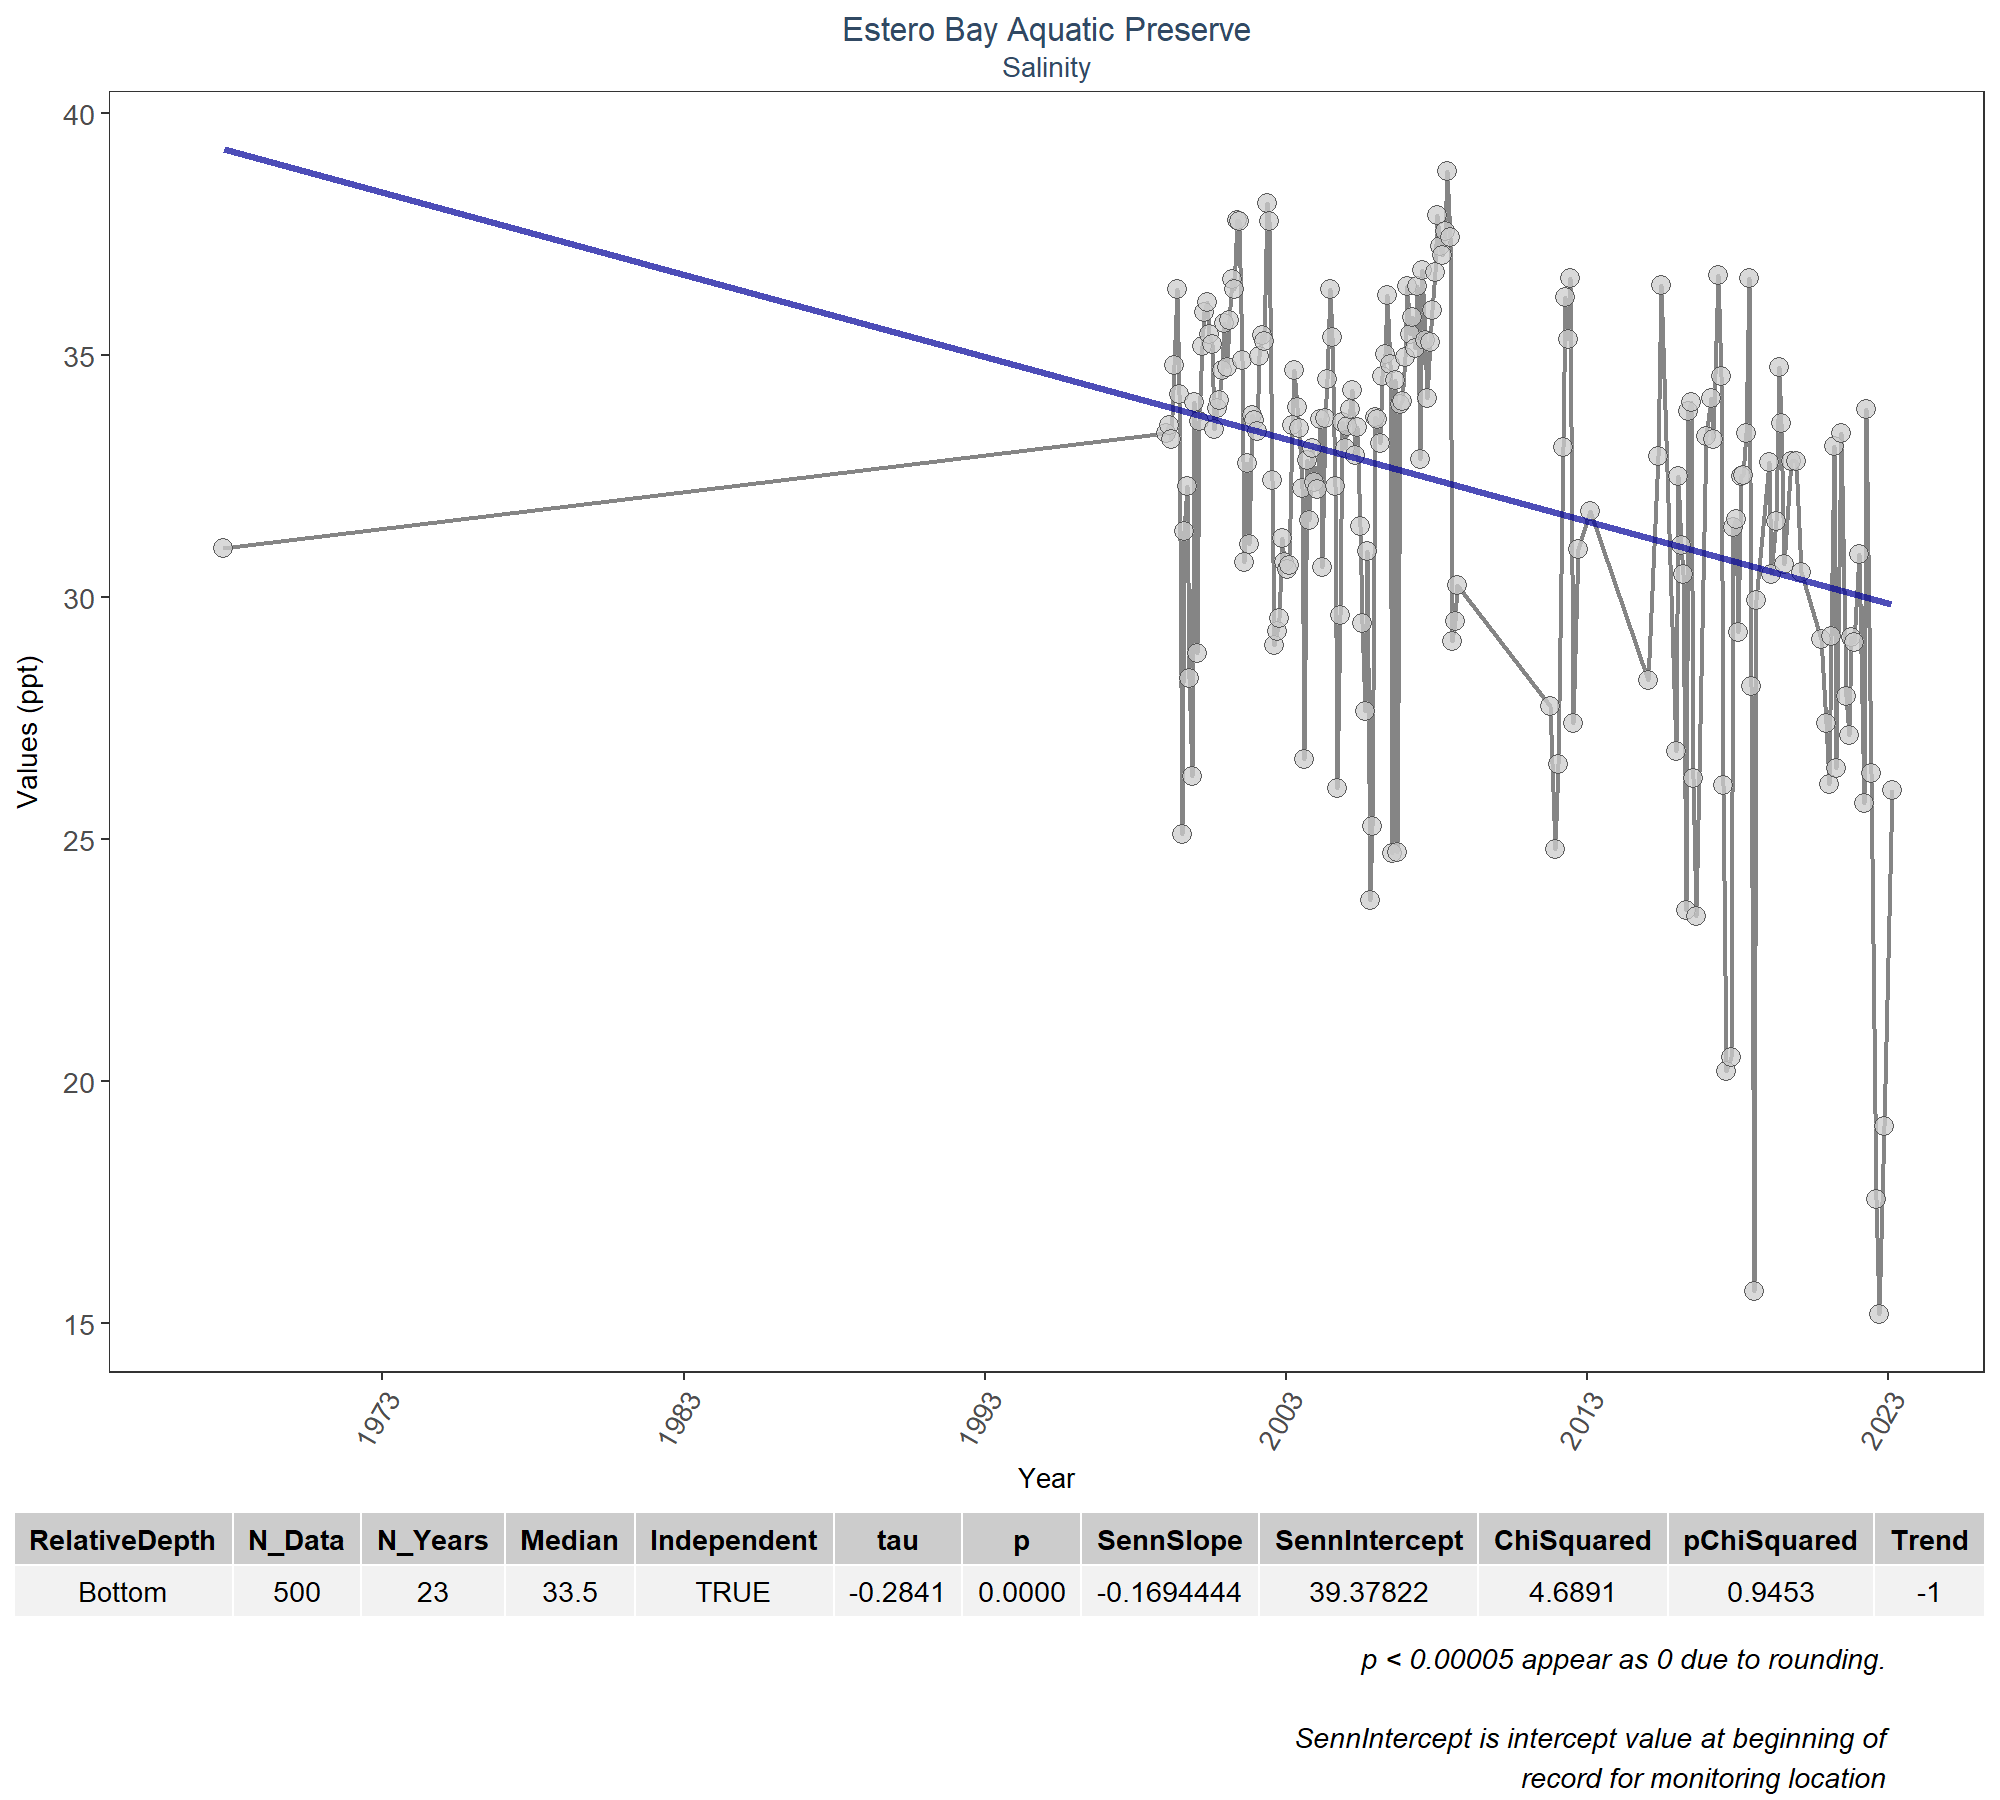 Estero Bay Aquatic Preserve
Salinity
40
35
30
25
20
15
Values (ppt)
1973
1983
1993
2003
2013
2023
Year
RelativeDepth N_Data N_Years Median Independent tau p SennSlope SennIntercept ChiSquared pChiSquared Trend
Bottom 500 23 33.5 TRUE -0.2841 0.0000 -0.1694444 39.37822 4.6891 0.9453 -1
p < 0.00005 appear as 0 due to rounding.
SennIntercept is intercept value at beginning of
record for monitoring location